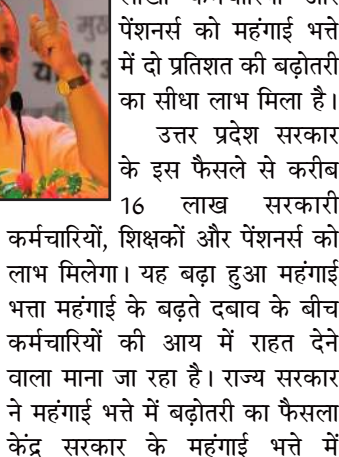 पेंशनर्स को महंगाई भत्ते
में दो प्रतिशत की बढ़ोतरी
का सीधा लाभ मिला है।
उत्तर प्रदेश सरकार
के इस फैसले से करीब
16 लाख सरकारी
कर्मचारियों, शिक्षकों और पेंशनर्स को
लाभ मिलेगा। यह बढ़ा हुआ महंगाई
भत्ता महंगाई के बढ़ते दबाव के बीच
कर्मचारियों की आय में राहत देने
वाला माना जा रहा है। राज्य सरकार
ने महंगाई भत्ते में बढ़ोतरी का फैसला
केंद्र सरकार के महंगाई भत्ते में